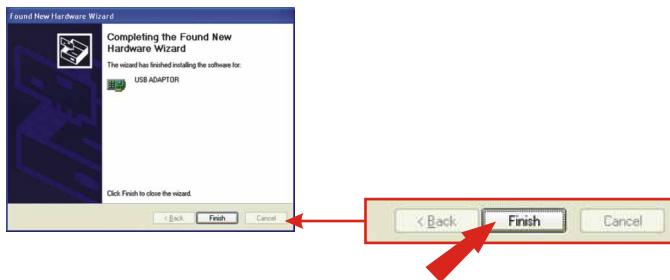 Found New Hardware Wizard
Completing the Found New
Hardware Wizard
The wizard has finished installing the software for:
USB ADAPTOR
Click Finish to close the wizard.
< Back Finish Cancel
< Back Finish Cancel